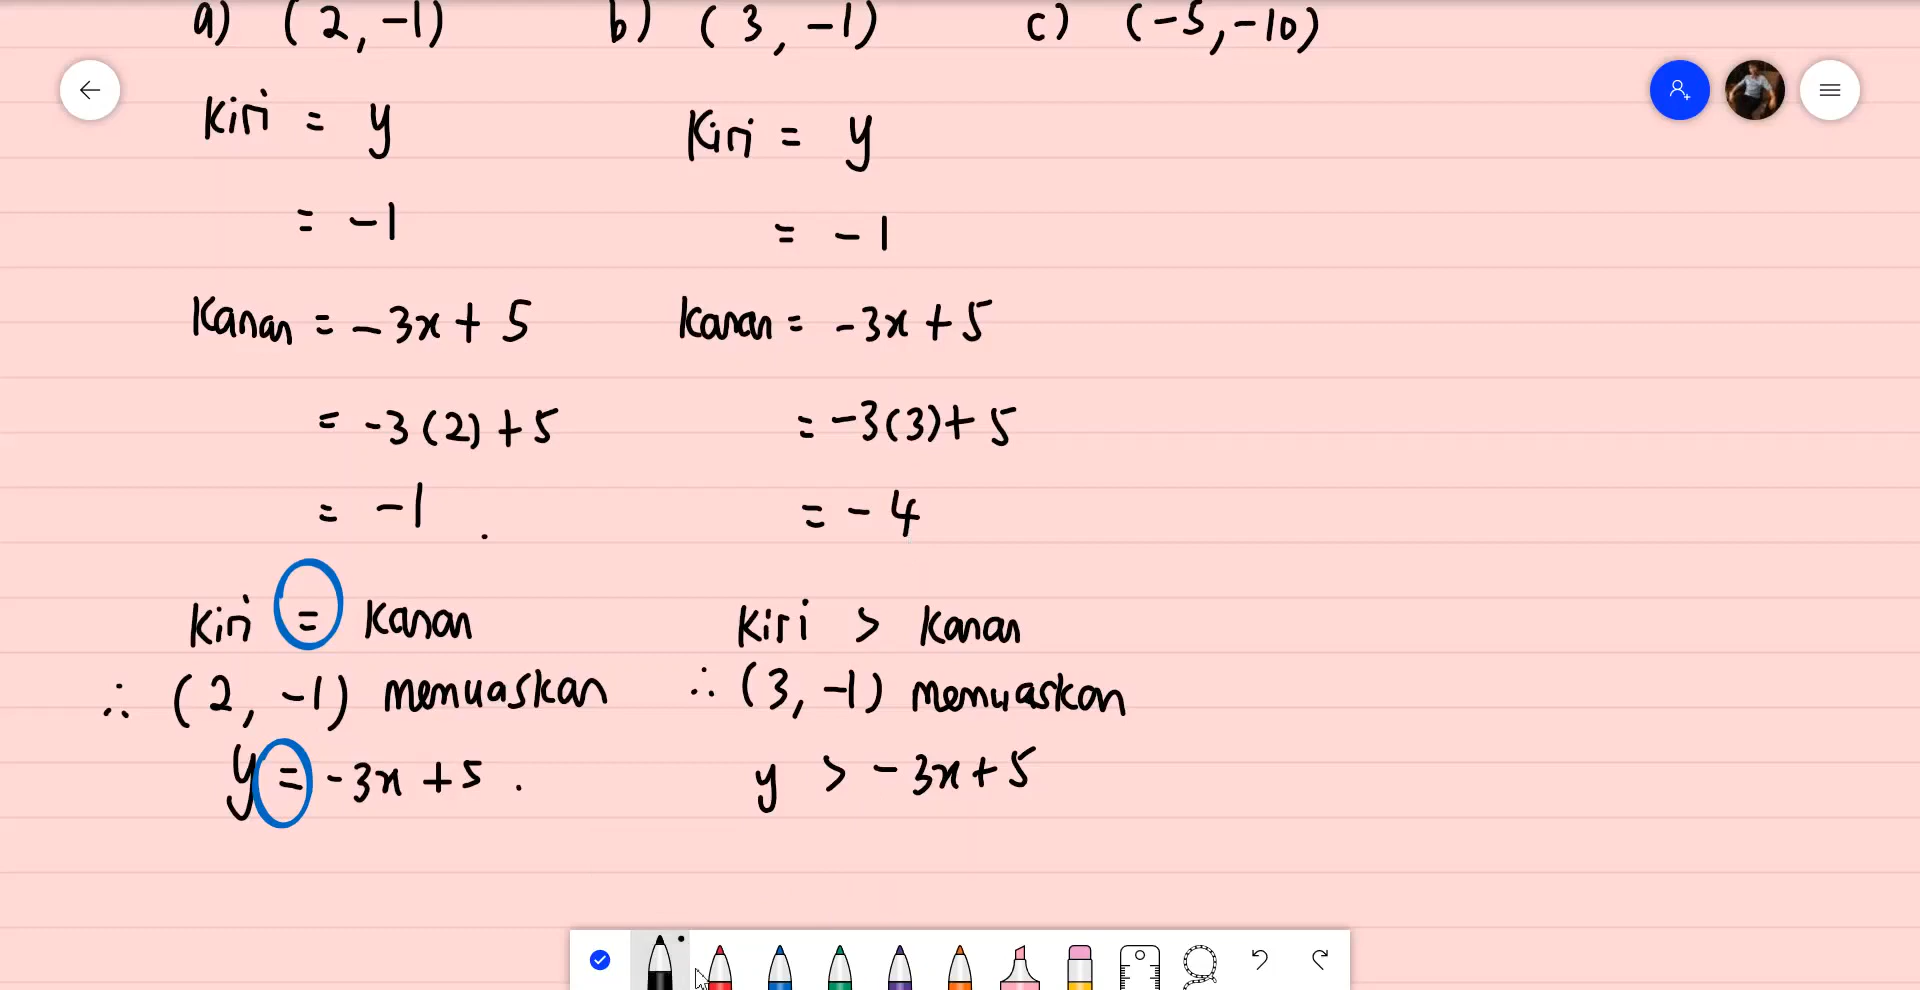 a) (2, -1) b) (3, -1) c) (-5, -10)
Kiri = y
= -1
Kanan = -3x + 5
= -3(2) + 5
= -1
Kiri = Kanan
∴ (2, -1) memuaskan
y = -3x + 5.
Kiri = y
= -1
Kanan = -3x + 5
= -3(3) + 5
= -4
Kiri > Kanan
∴ (3, -1) memuaskan
y > -3x + 5